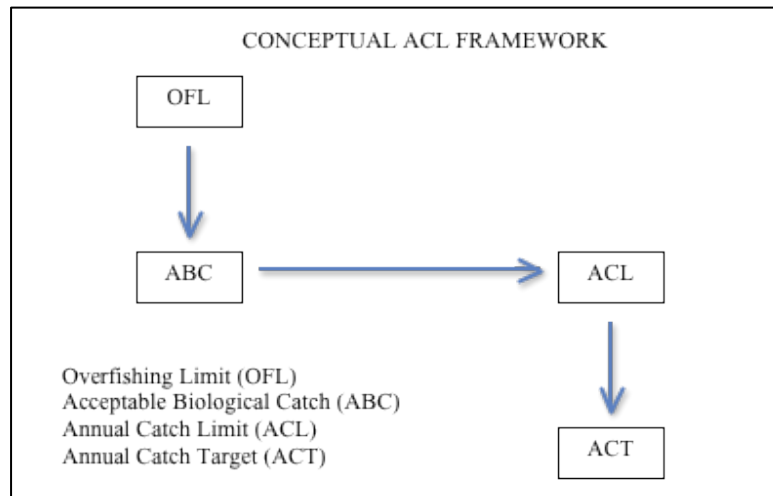 CONCEPTUAL ACL FRAMEWORK
OFL
ABC
ACL
Overfishing Limit (OFL)
Acceptable Biological Catch (ABC)
Annual Catch Limit (ACL)
Annual Catch Target (ACT)
ACT